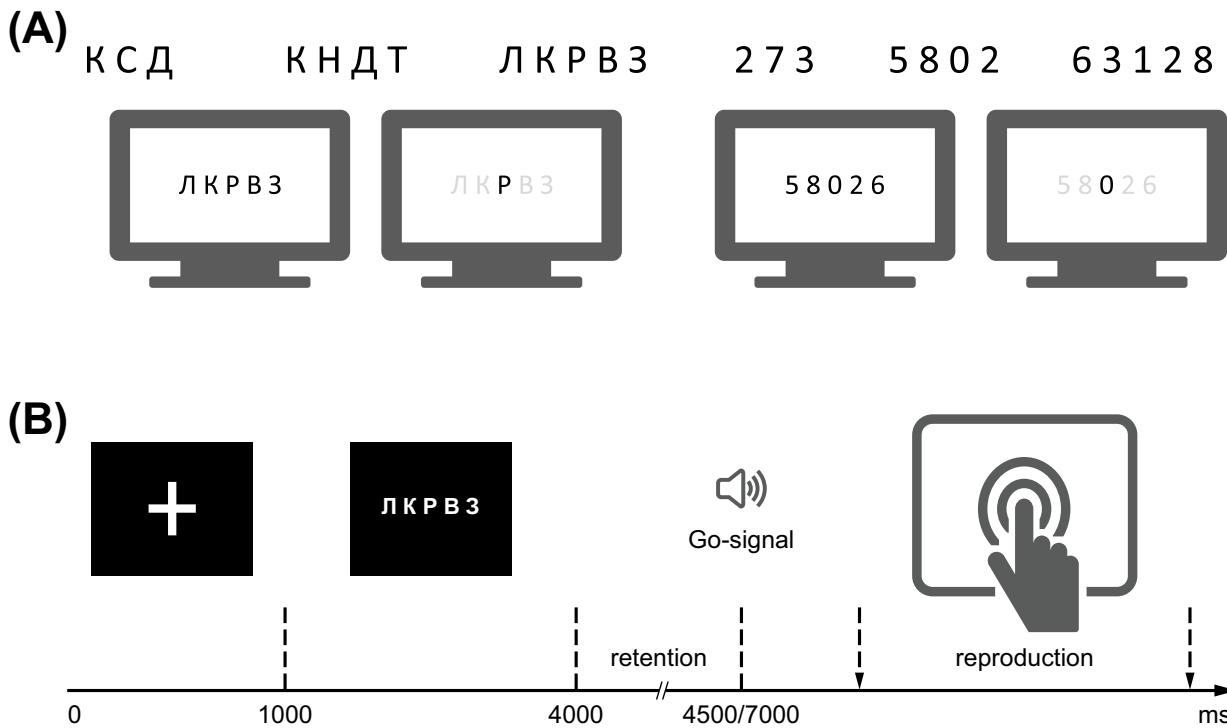 (A)
К С Д К Н Д Т Л К Р В З 2 7 3 5 8 0 2 6 3 1 2 8
Л К Р В З Л К Р В З 5 8 0 2 6 5 8 0 2 6
(B)
Л К Р В З
Go-signal
retention reproduction
0 1000 4000 4500/7000 ms